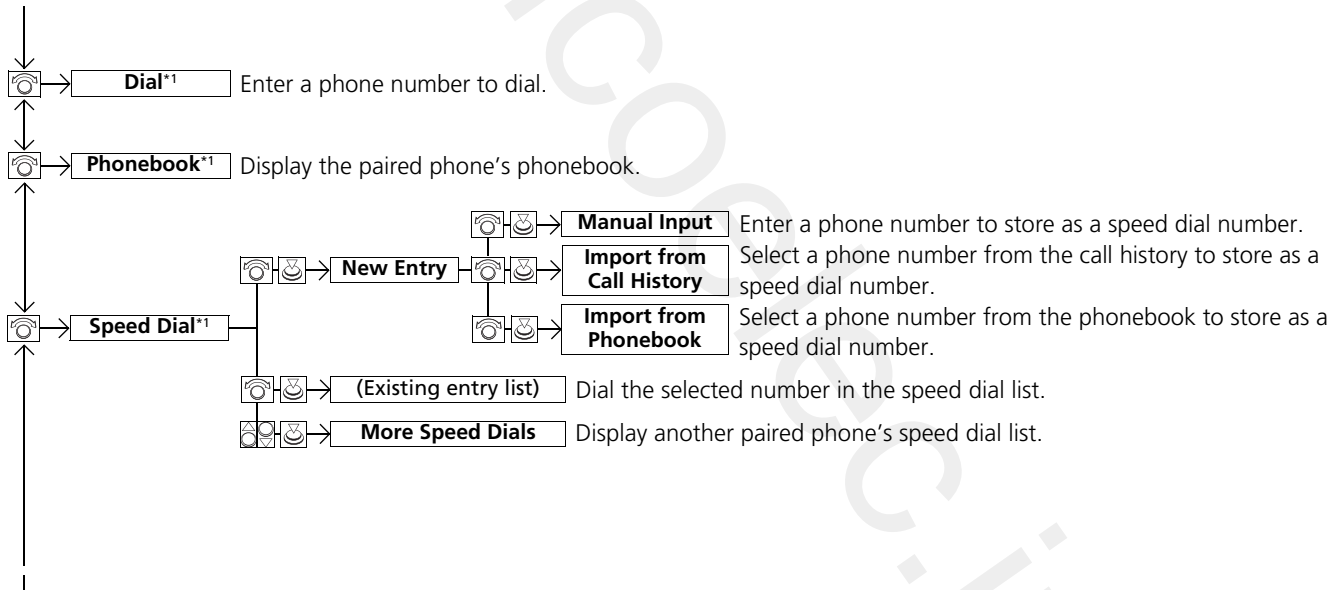 Dial*1 Enter a phone number to dial.
Phonebook*1 Display the paired phone’s phonebook.
Manual Input Enter a phone number to store as a speed dial number.
New Entry
Import from Call History Select a phone number from the call history to store as a
speed dial number.
Speed Dial*1
Import from Phonebook Select a phone number from the phonebook to store as a
speed dial number.
(Existing entry list) Dial the selected number in the speed dial list.
More Speed Dials Display another paired phone’s speed dial list.